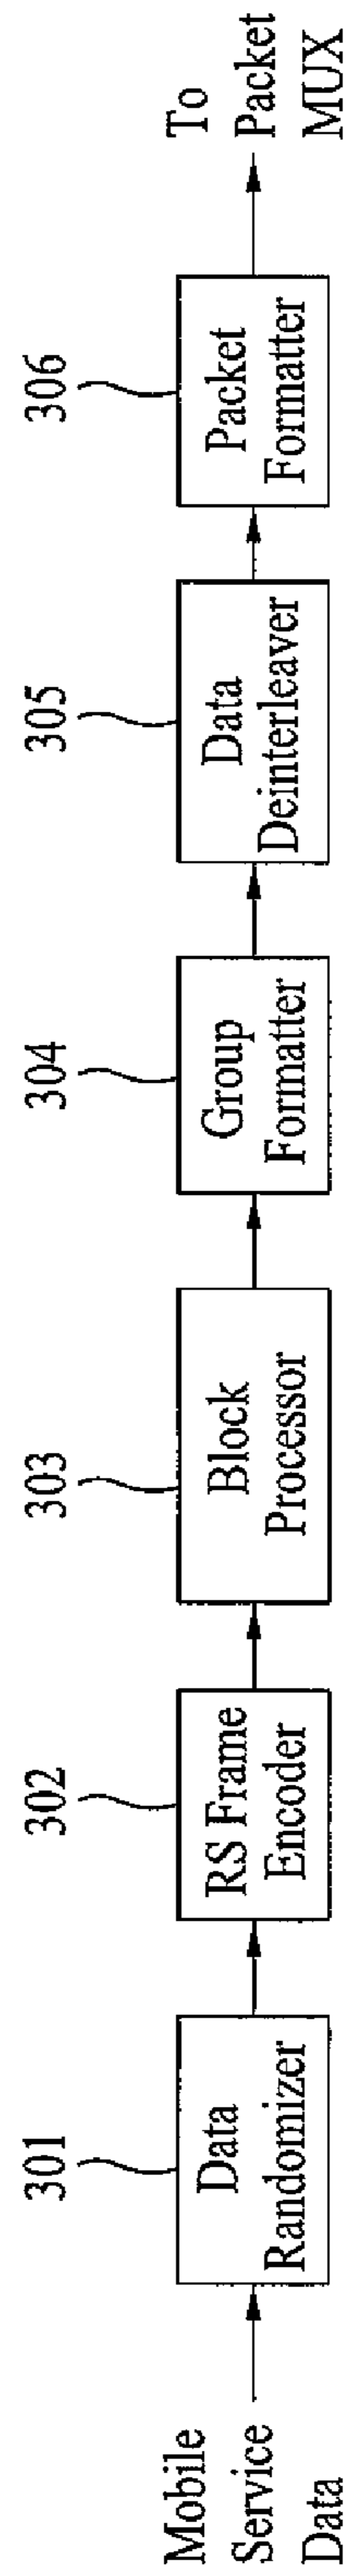 Mobile
Service
Data
301
Data
Randomizer
302
RS Frame
Encoder
303
Block
Processor
304
Group
Formatter
305
Data
Deinterleaver
306
Packet
Formatter
To
Packet
MUX